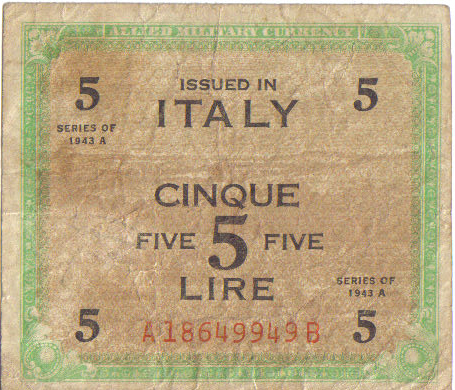 ALLIED MILITARY CURRENCY
5 ISSUED IN 5
ITALY
SERIES OF
1943 A
CINQUE
FIVE 5 FIVE
LIRE
SERIES OF
1943 A
5 A18649949B 5